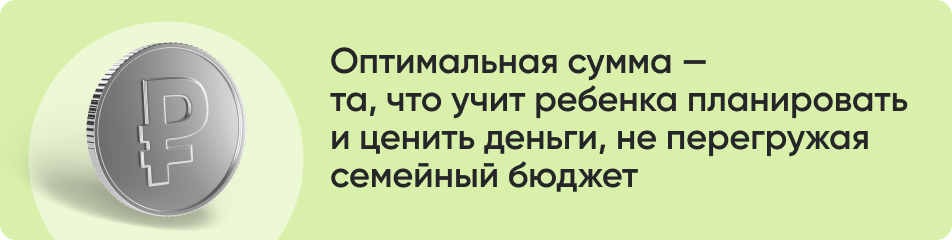 Оптимальная сумма —
та, что учит ребенка планировать
и ценить деньги, не перегружая
семейный бюджет